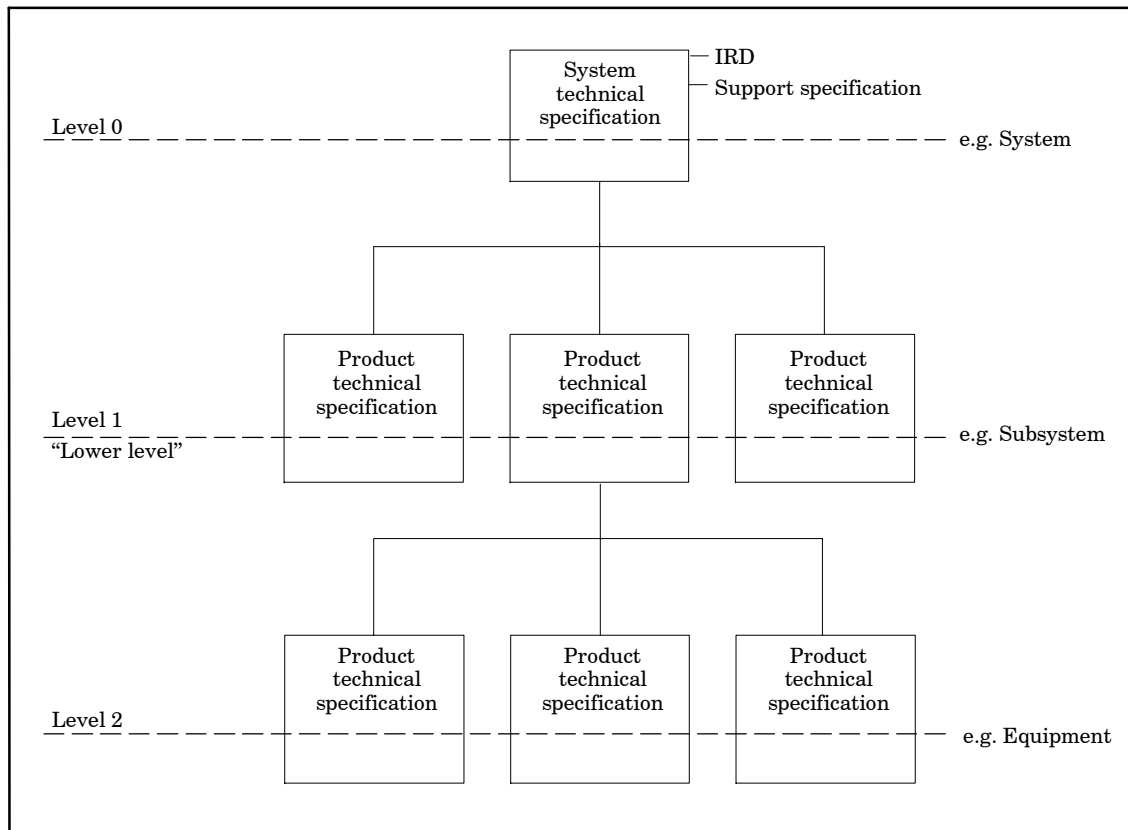 System
technical
specification
IRD
Support specification
Level 0
e.g. System
Product
technical
specification
Product
technical
specification
Product
technical
specification
Level 1
“Lower level”
e.g. Subsystem
Product
technical
specification
Product
technical
specification
Product
technical
specification
Level 2
e.g. Equipment